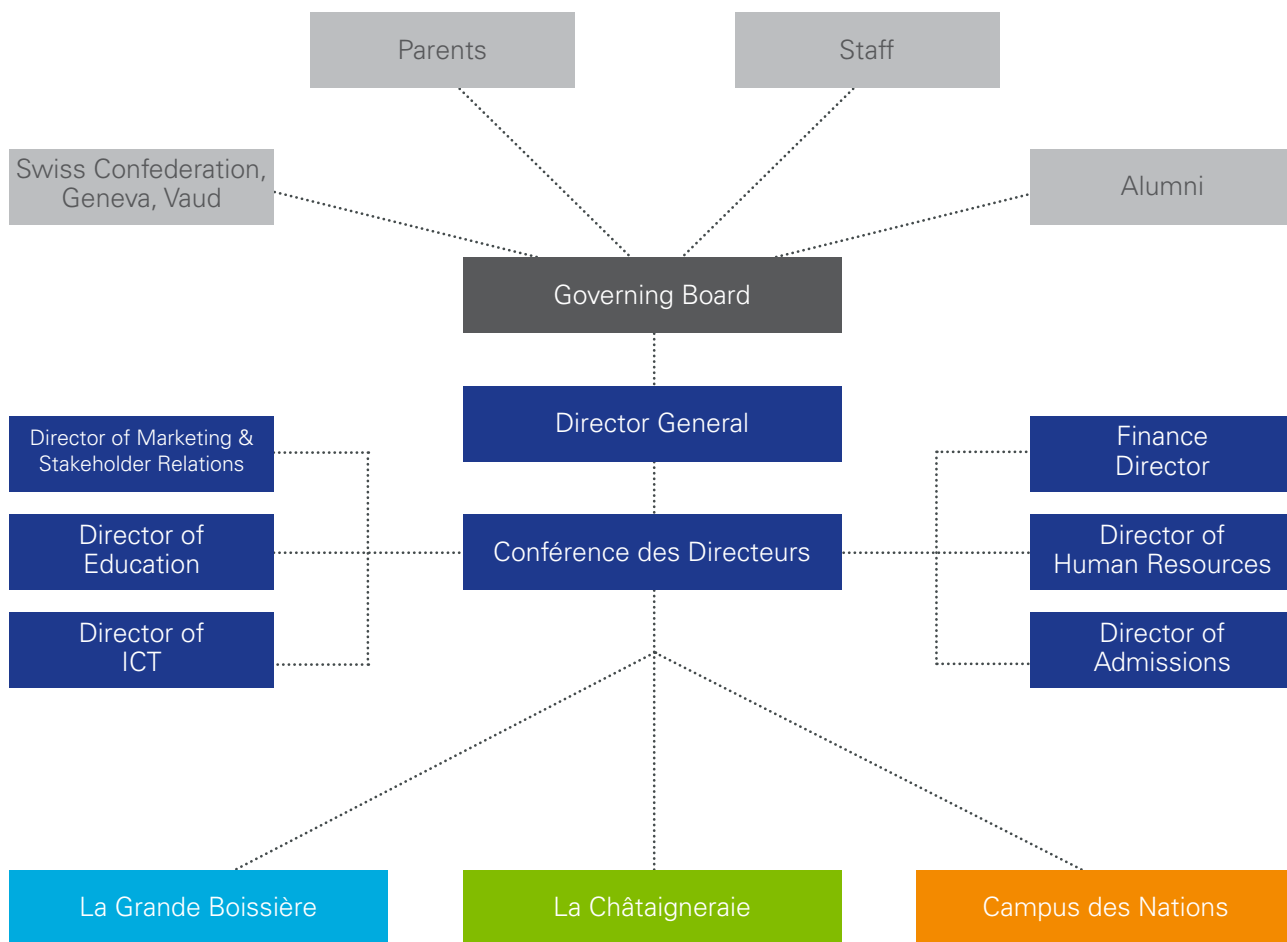 Parents
Staff
Swiss Confederation,
Geneva, Vaud
Alumni
Governing Board
Director General
Director of Marketing &
Stakeholder Relations
Finance
Director
Director of
Education
Conférence des Directeurs
Director of
Human Resources
Director of
ICT
Director of
Admissions
La Grande Boissière
La Châtaigneraie
Campus des Nations